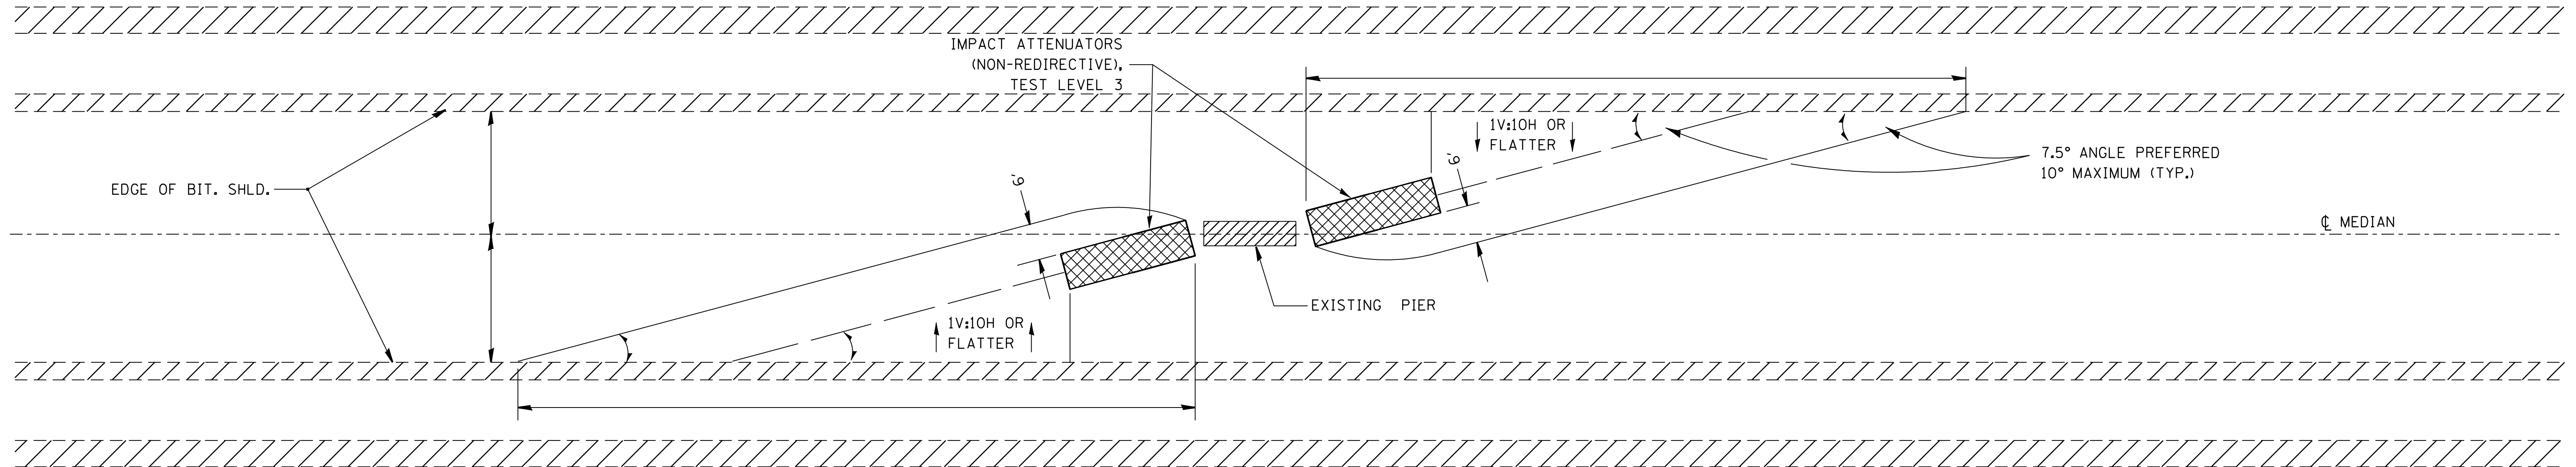 IMPACT ATTENUATORS
(NON-REDIRECTIVE),
TEST LEVEL 3
1V:10H OR
FLATTER
6'
7.5° ANGLE PREFERRED
10° MAXIMUM (TYP.)
EDGE OF BIT. SHLD.
6'
℄ MEDIAN
EXISTING PIER
1V:10H OR
FLATTER